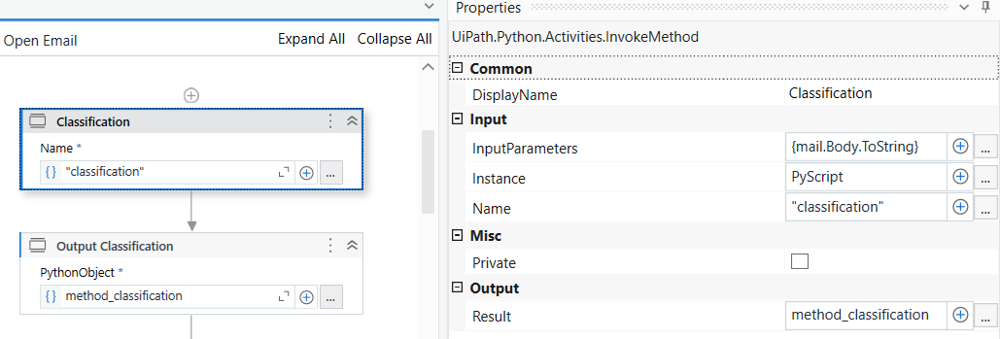 Open Email
Expand All
Collapse All
Classification
Name *
{ } "classification"
...
Output Classification
PythonObject *
{ } method_classification
...
Properties
UiPath.Python.Activities.InvokeMethod
Common
DisplayName Classification
Input
InputParameters {mail.Body.ToString} ...
Instance PyScript ...
Name "classification" ...
Misc
Private
Output
Result method_classification ...